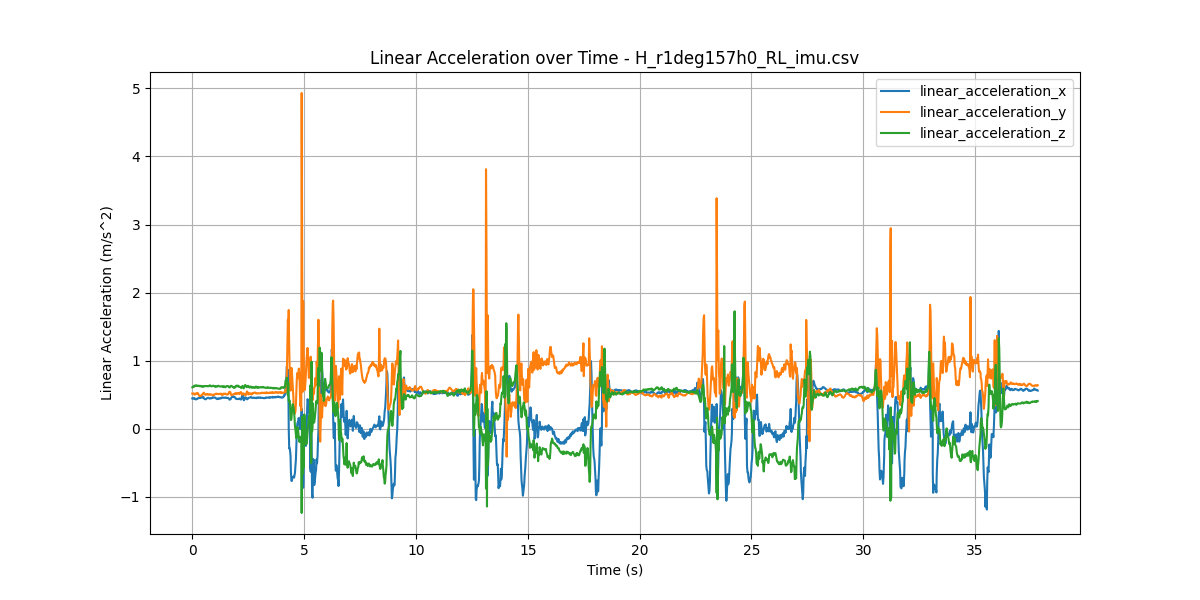 Linear Acceleration over Time - H_r1deg157h0_RL_imu.csv
linear_acceleration_x
linear_acceleration_y
linear_acceleration_z
Linear Acceleration (m/s^2)
5
4
3
2
1
0
−1
0 5 10 15 20 25 30 35
Time (s)